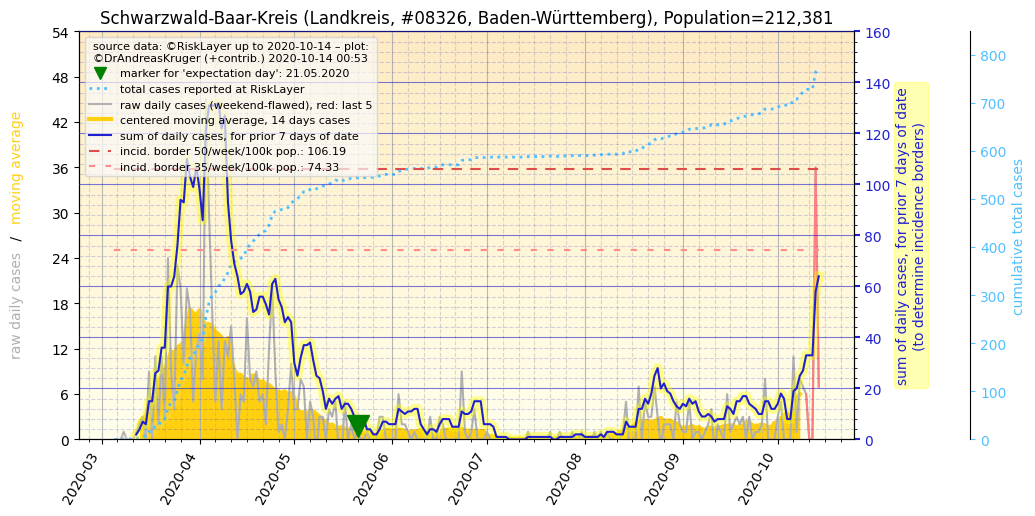 Schwarzwald-Baar-Kreis (Landkreis, #08326, Baden-Württemberg), Population=212,381
source data: ©RiskLayer up to 2020-10-14 – plot:
©DrAndreasKruger (+contrib.) 2020-10-14 00:53
marker for 'expectation day': 21.05.2020
total cases reported at RiskLayer
raw daily cases (weekend-flawed), red: last 5
centered moving average, 14 days cases
sum of daily cases, for prior 7 days of date
incid. border 50/week/100k pop.: 106.19
incid. border 35/week/100k pop.: 74.33
raw daily cases / moving average
54
48
42
36
30
24
18
12
6
0
2020-03
2020-04
2020-05
2020-06
2020-07
2020-08
2020-09
2020-10
160
140
120
100
80
60
40
20
0
sum of daily cases, for prior 7 days of date
(to determine incidence borders)
800
700
600
500
400
300
200
100
0
cumulative total cases